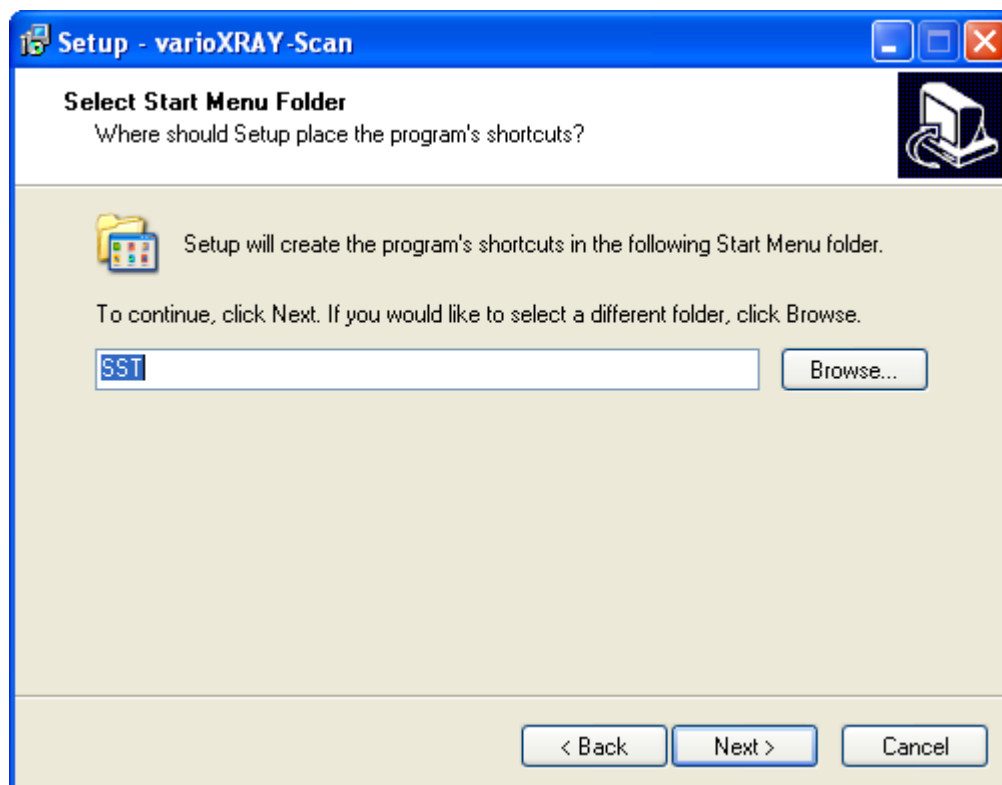 Setup - varioXRAY-Scan
Select Start Menu Folder
Where should Setup place the program's shortcuts?
Setup will create the program's shortcuts in the following Start Menu folder.
To continue, click Next. If you would like to select a different folder, click Browse.
SST
Browse...
< Back
Next >
Cancel